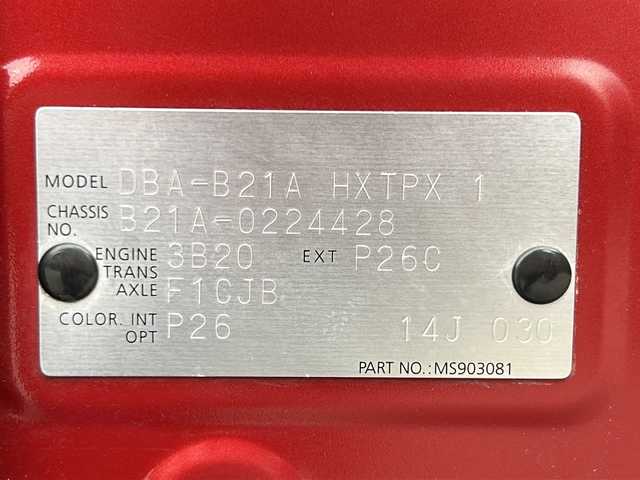 MODEL DBA-B21A HXTPX 1
CHASSIS NO. B21A-0224428
ENGINE 3B20 EXT P26C
TRANS AXLE F1CJB
COLOR. INT OPT P26 14J 030
PART NO.: MS903081